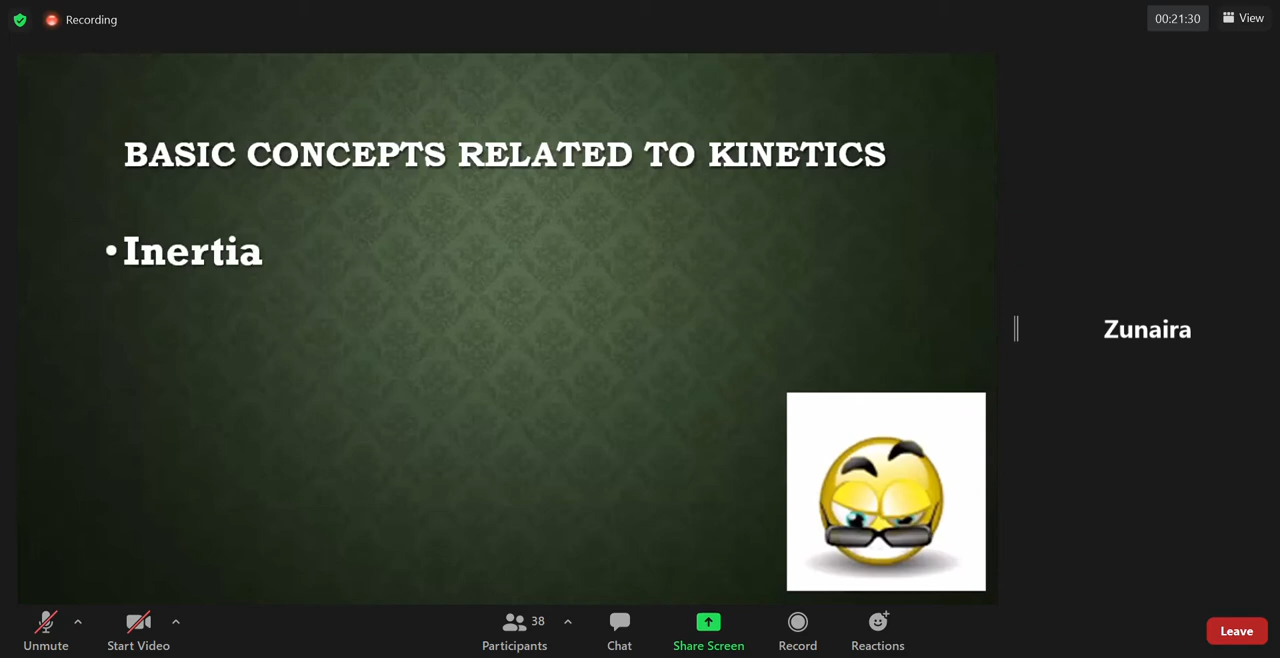 Recording
00:21:30
View
BASIC CONCEPTS RELATED TO KINETICS
• Inertia
Zunaira
38
Unmute
Start Video
Participants
Chat
Share Screen
Record
Reactions
Leave